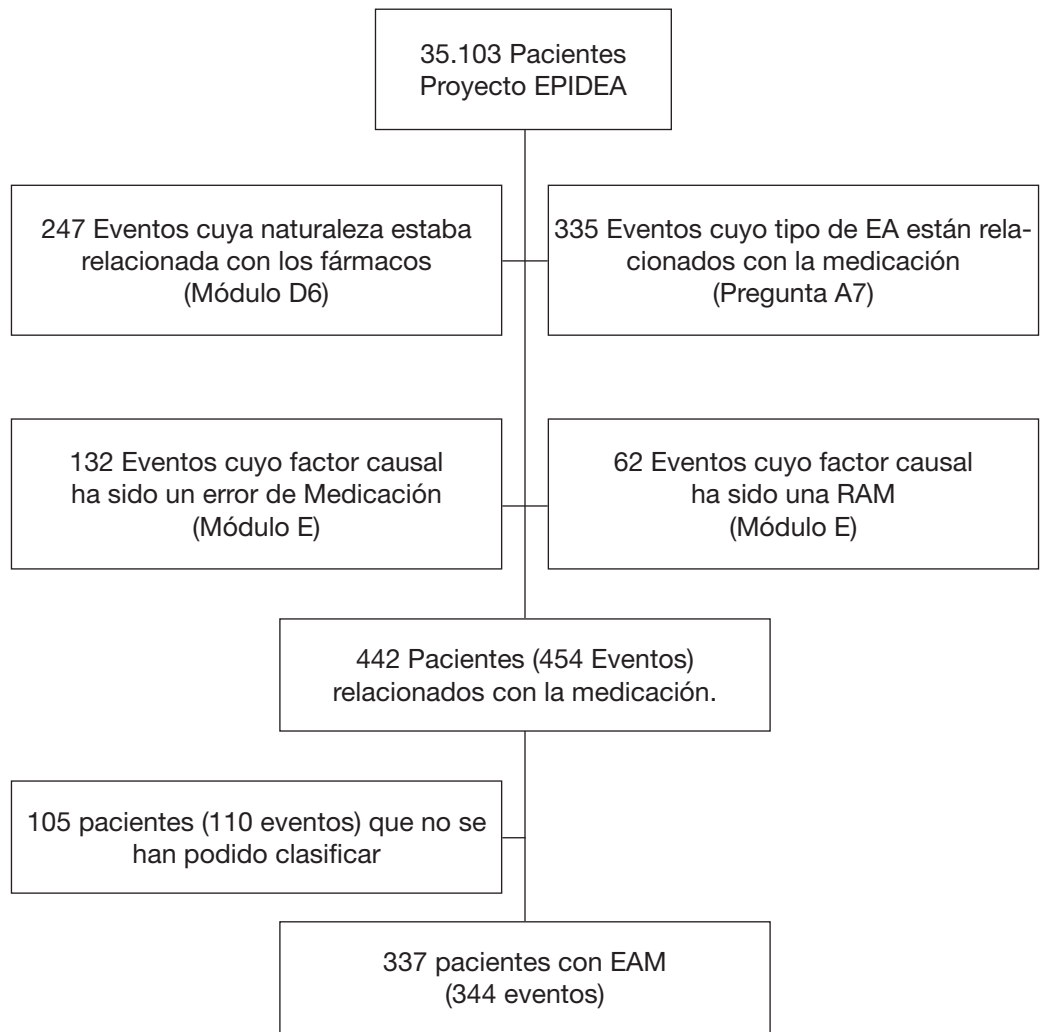 35.103 Pacientes
Proyecto EPIDEA
247 Eventos cuya naturaleza estaba
relacionada con los fármacos
(Módulo D6)
335 Eventos cuyo tipo de EA están rela-
cionados con la medicación
(Pregunta A7)
132 Eventos cuyo factor causal
ha sido un error de Medicación
(Módulo E)
62 Eventos cuyo factor causal
ha sido una RAM
(Módulo E)
442 Pacientes (454 Eventos)
relacionados con la medicación.
105 pacientes (110 eventos) que no se
han podido clasificar
337 pacientes con EAM
(344 eventos)